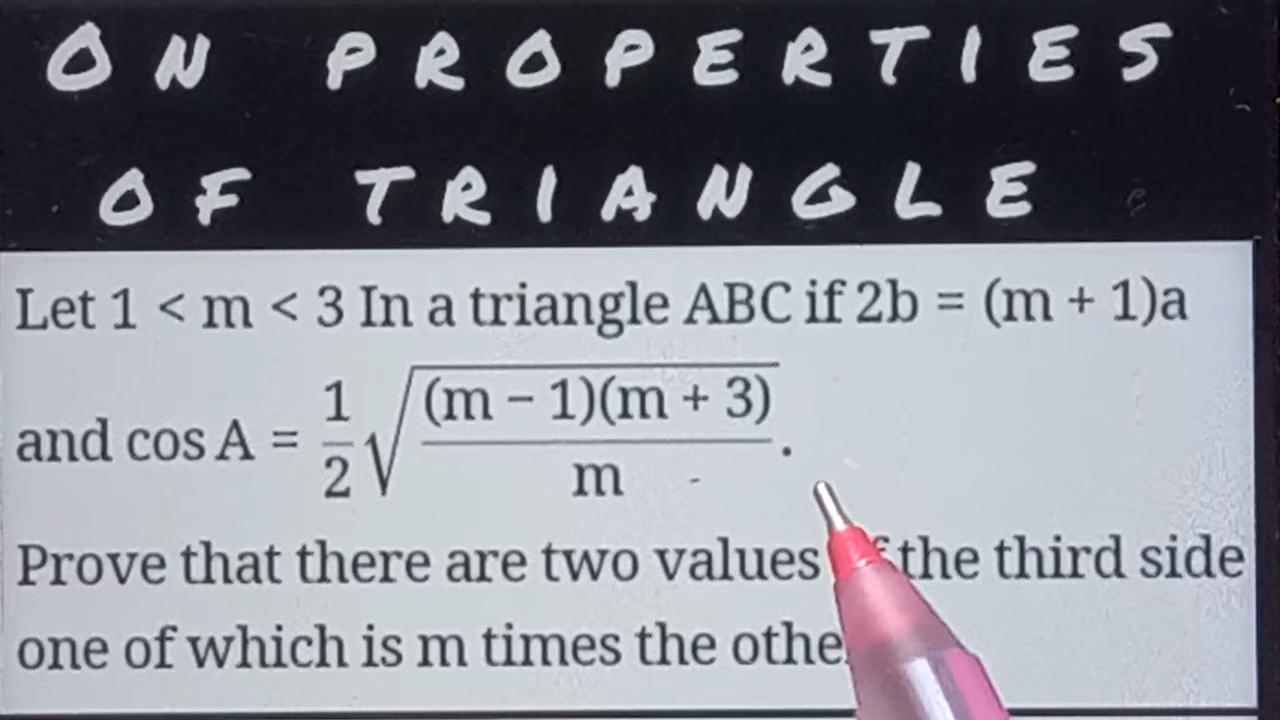 ON PROPERTIES
OF TRIANGLE
Let 1 < m < 3 In a triangle ABC if 2b = (m + 1)a
and cos A = 1/2 √((m − 1)(m + 3)/m).
Prove that there are two values the third side
one of which is m times the